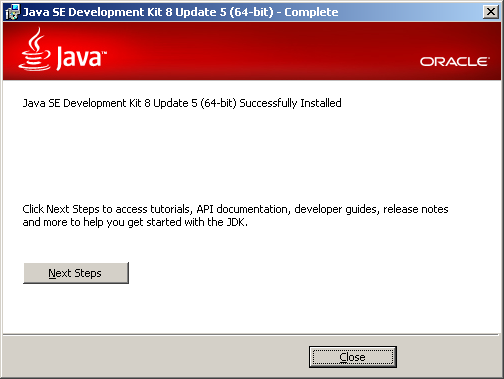 Java SE Development Kit 8 Update 5 (64-bit) - Complete
Java™
ORACLE®
Java SE Development Kit 8 Update 5 (64-bit) Successfully Installed
Click Next Steps to access tutorials, API documentation, developer guides, release notes
and more to help you get started with the JDK.
Next Steps
Close